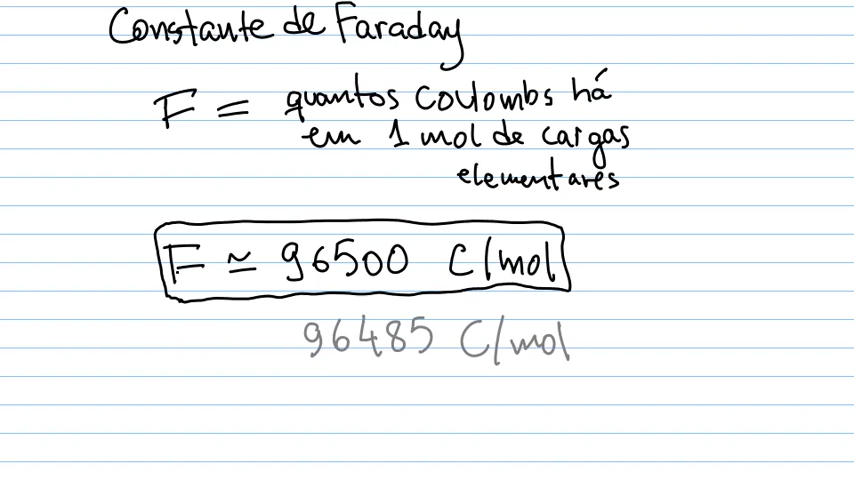 Constante de Faraday
F = quantos coulombs há
em 1 mol de cargas
elementares
F ≃ 96500 C/mol
96485 C/mol